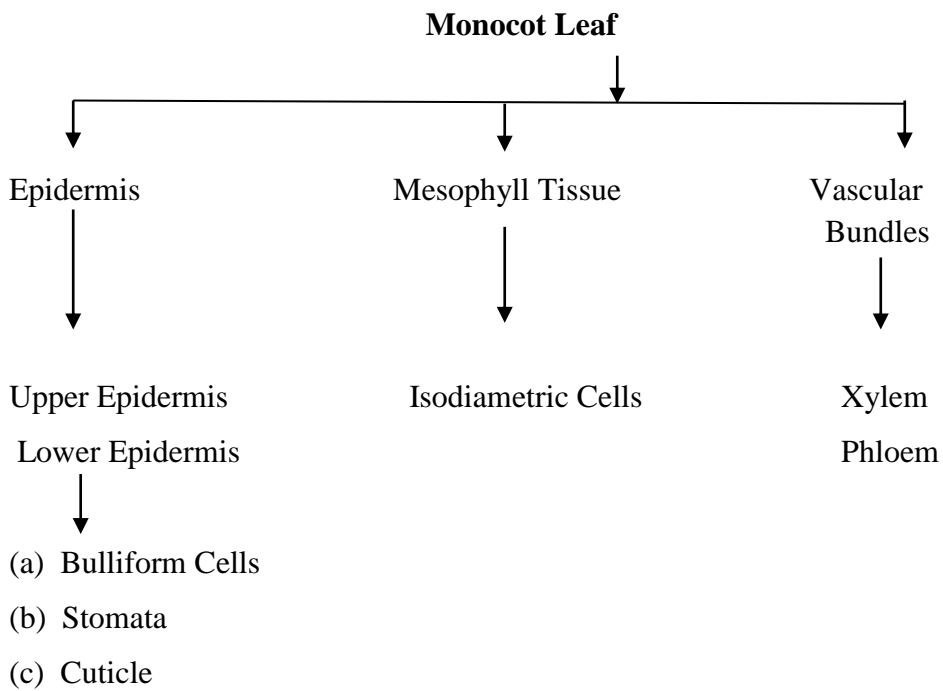 Monocot Leaf
Epidermis
Mesophyll Tissue
Vascular
Bundles
Upper Epidermis
Lower Epidermis
Isodiametric Cells
Xylem
Phloem
(a) Bulliform Cells
(b) Stomata
(c) Cuticle